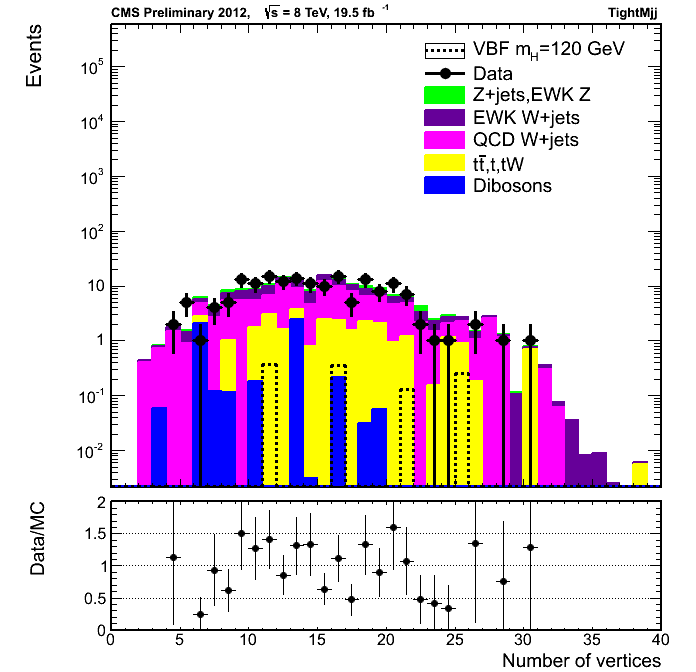 CMS Preliminary 2012, √s = 8 TeV, 19.5 fb⁻¹ TightMjj
Events
VBF m_H=120 GeV
Data
Z+jets,EWK Z
EWK W+jets
QCD W+jets
tt̄,t,tW
Dibosons
10⁵
10⁴
10³
10²
10
1
10⁻¹
10⁻²
Data/MC
2
1.5
1
0.5
0
0 5 10 15 20 25 30 35 40
Number of vertices